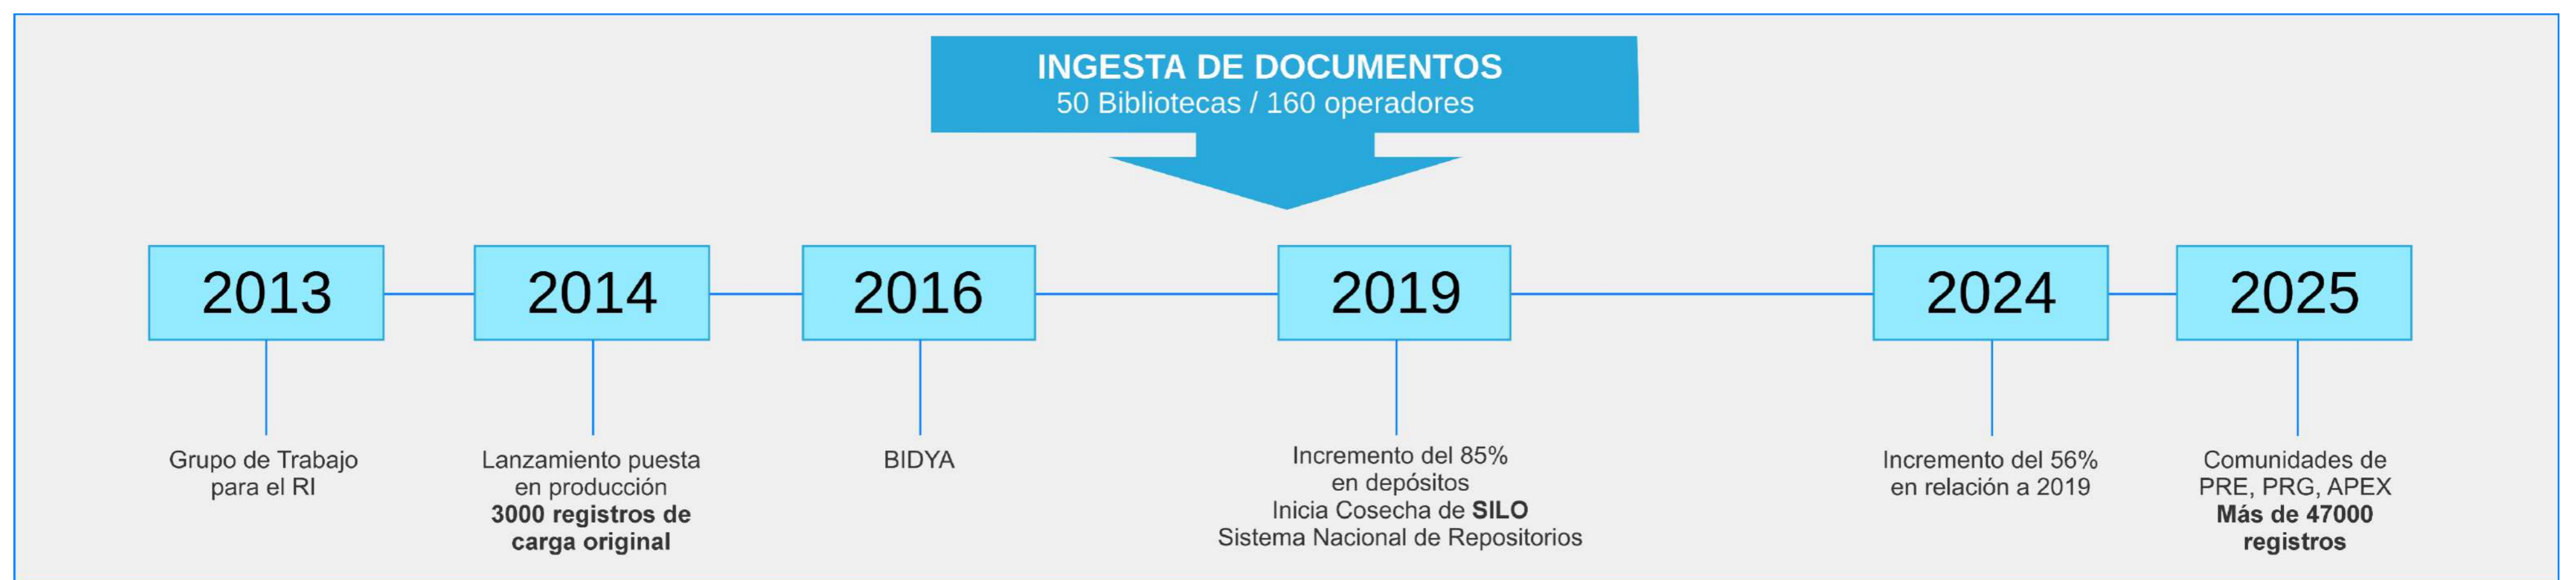 INGESTA DE DOCUMENTOS
50 Bibliotecas / 160 operadores
2013
2014
2016
2019
2024
2025
Grupo de Trabajo
para el RI
Lanzamiento puesta
en producción
3000 registros de
carga original
BIDYA
Incremento del 85%
en depósitos
Inicia Cosecha de SILO
Sistema Nacional de Repositorios
Incremento del 56%
en relación a 2019
Comunidades de
PRE, PRG, APEX
Más de 47000
registros